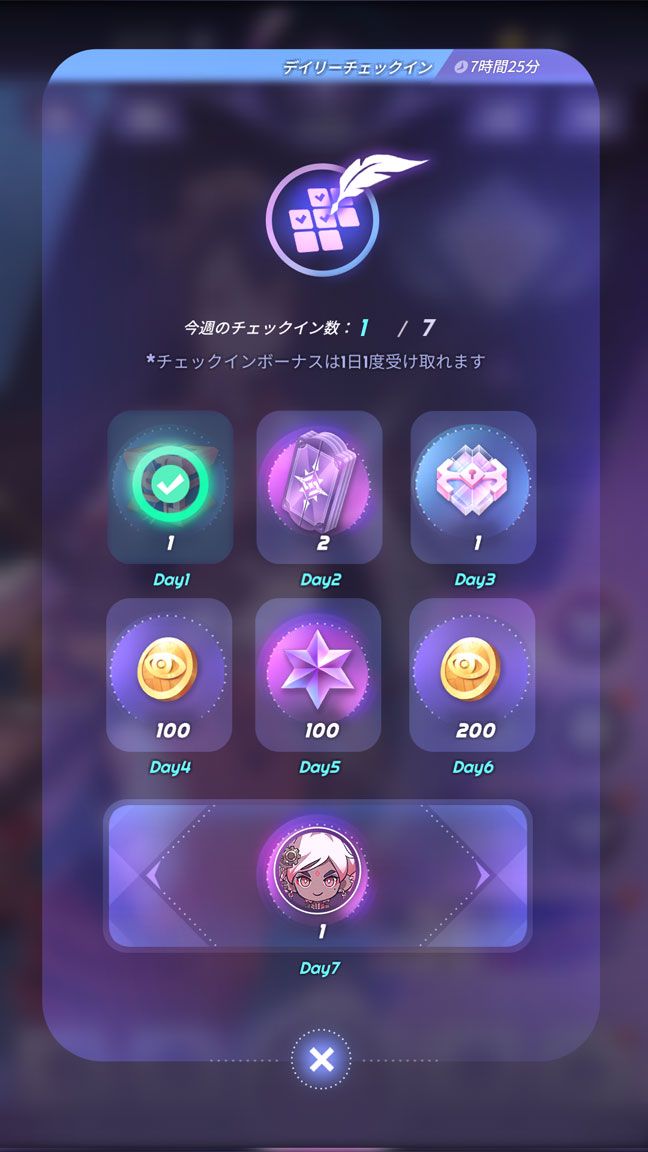 デイリーチェックイン 7時間25分
今週のチェックイン数： 1 / 7
*チェックインボーナスは1日1度受け取れます
1 2 1
Day1 Day2 Day3
100 100 200
Day4 Day5 Day6
1
Day7